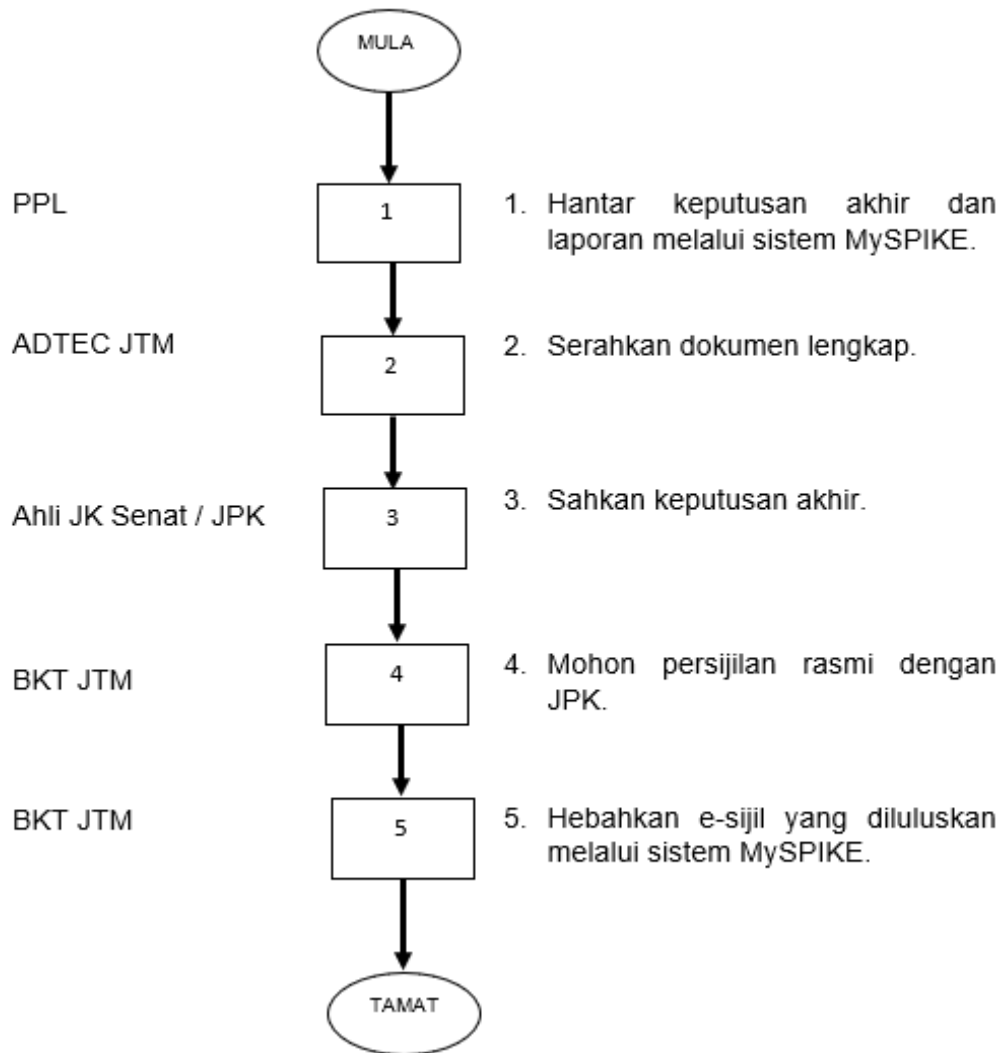 MULA
PPL
1
1. Hantar keputusan akhir dan
laporan melalui sistem MySPIKE.
ADTEC JTM
2
2. Serahkan dokumen lengkap.
Ahli JK Senat / JPK
3
3. Sahkan keputusan akhir.
BKT JTM
4
4. Mohon persijilan rasmi dengan
JPK.
BKT JTM
5
5. Hebahkan e-sijil yang diluluskan
melalui sistem MySPIKE.
TAMAT